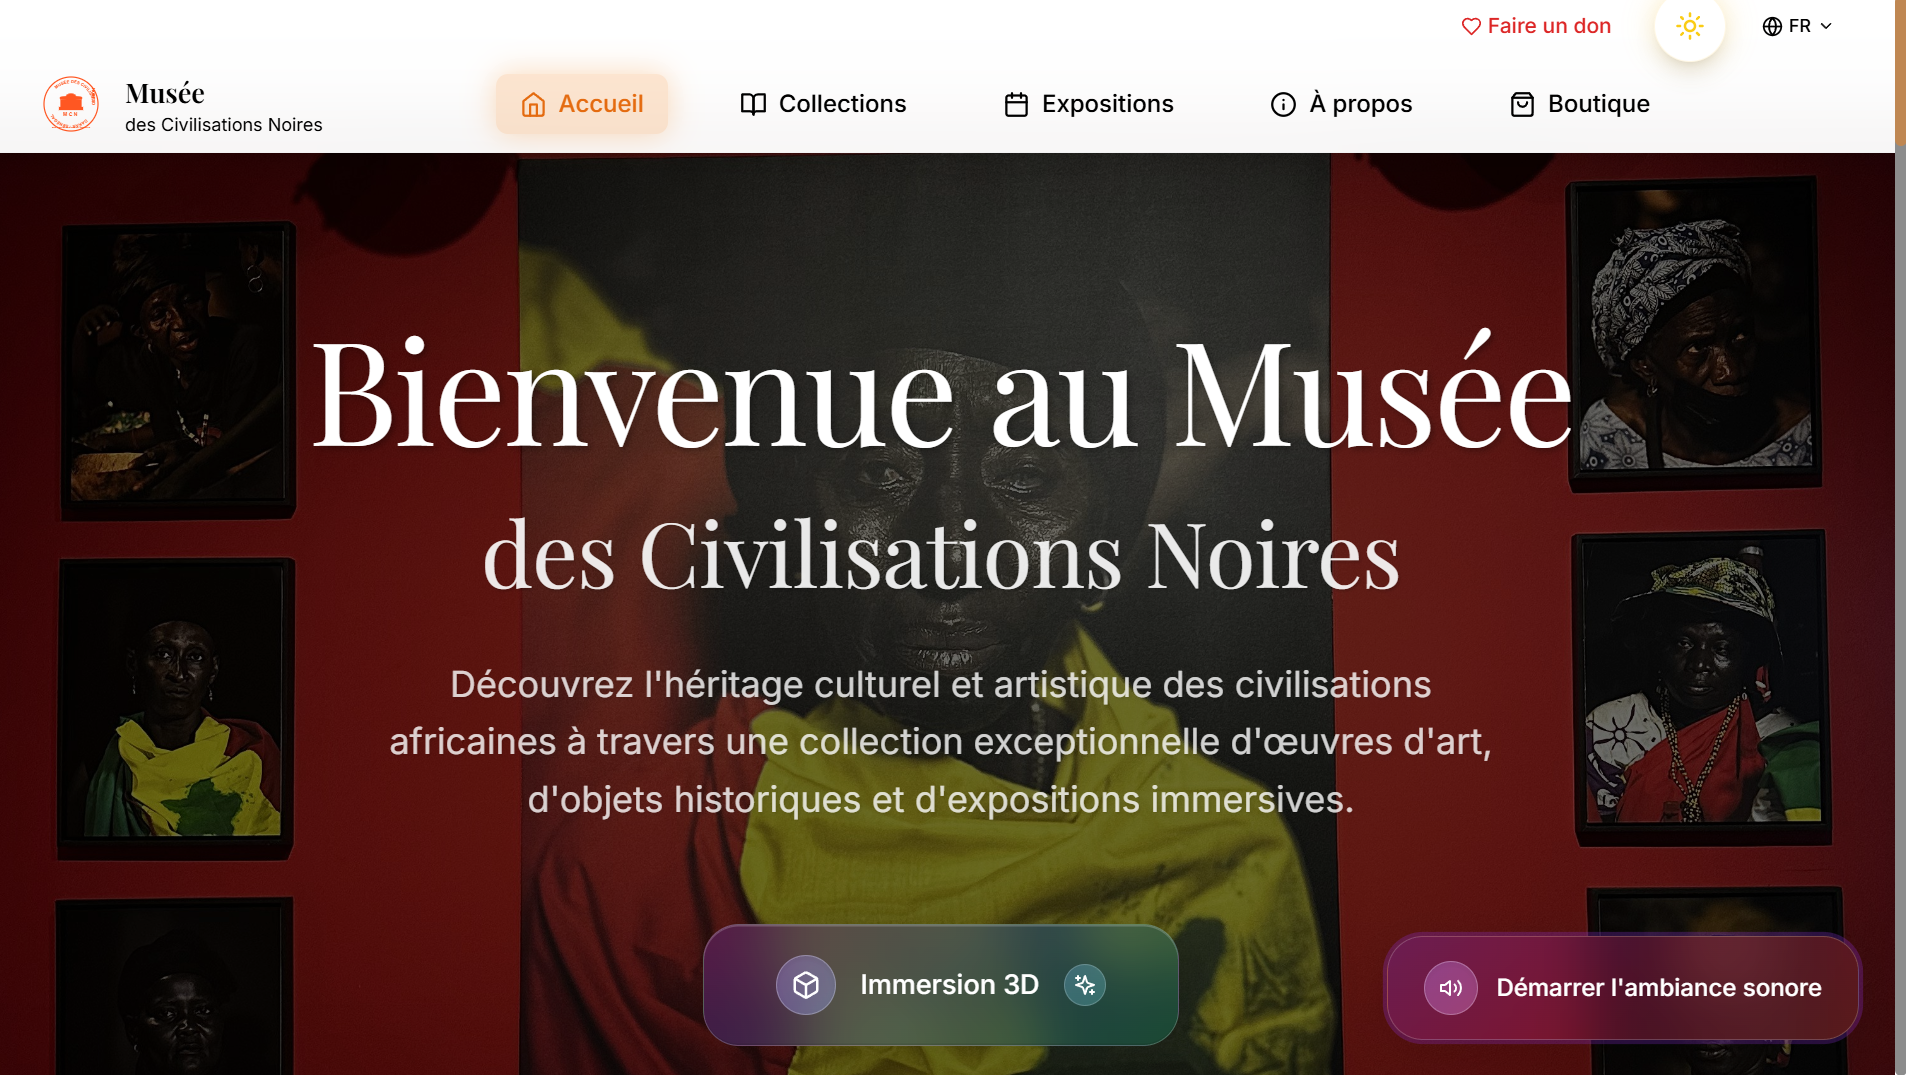 Faire un don
FR
Musée
des Civilisations Noires
MCN
Accueil
Collections
Expositions
À propos
Boutique
Bienvenue au Musée
des Civilisations Noires
Découvrez l'héritage culturel et artistique des civilisations
africaines à travers une collection exceptionnelle d'œuvres d'art,
d'objets historiques et d'expositions immersives.
Immersion 3D
Démarrer l'ambiance sonore